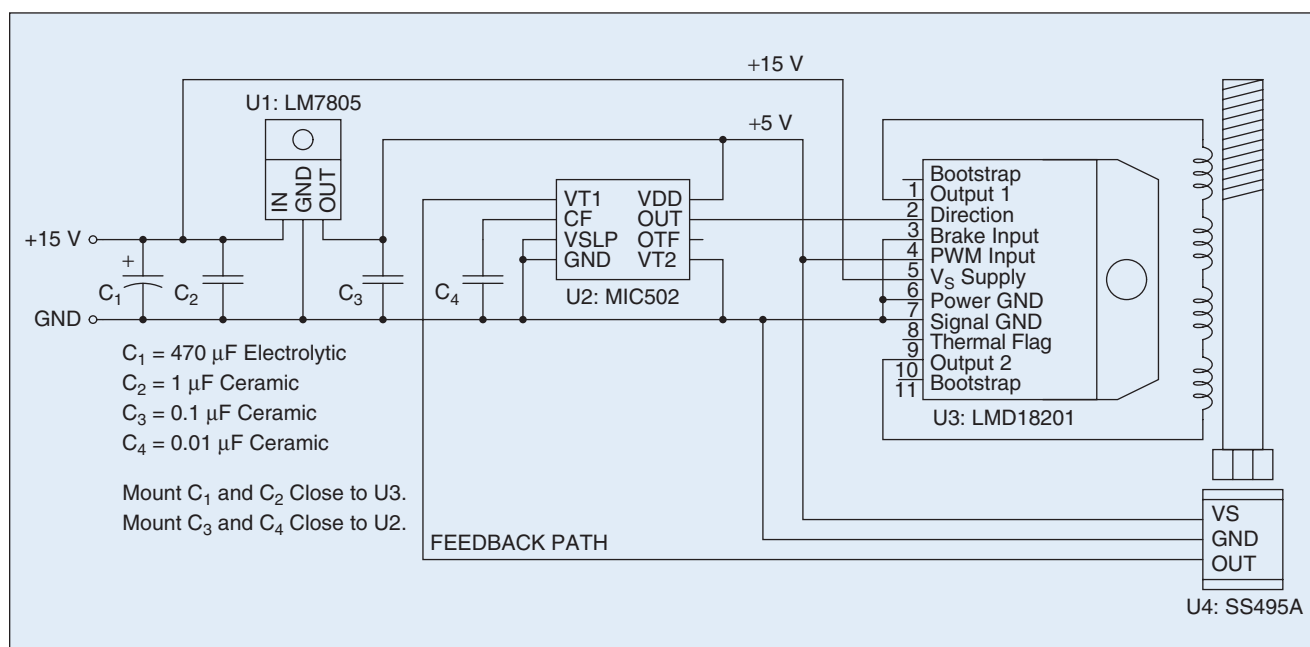 +15 V
U1: LM7805
IN
GND
OUT
+5 V
+15 V
GND
+
C1
C2
C3
C4
VT1
CF
VSLP
GND
VDD
OUT
OTF
VT2
U2: MIC502
Bootstrap
1
Output 1
2
Direction
3
Brake Input
4
PWM Input
5
VS Supply
6
Power GND
7
Signal GND
8
Thermal Flag
9
Output 2
10
Bootstrap
11
U3: LMD18201
C1 = 470 μF Electrolytic
C2 = 1 μF Ceramic
C3 = 0.1 μF Ceramic
C4 = 0.01 μF Ceramic
Mount C1 and C2 Close to U3.
Mount C3 and C4 Close to U2.
FEEDBACK PATH
VS
GND
OUT
U4: SS495A